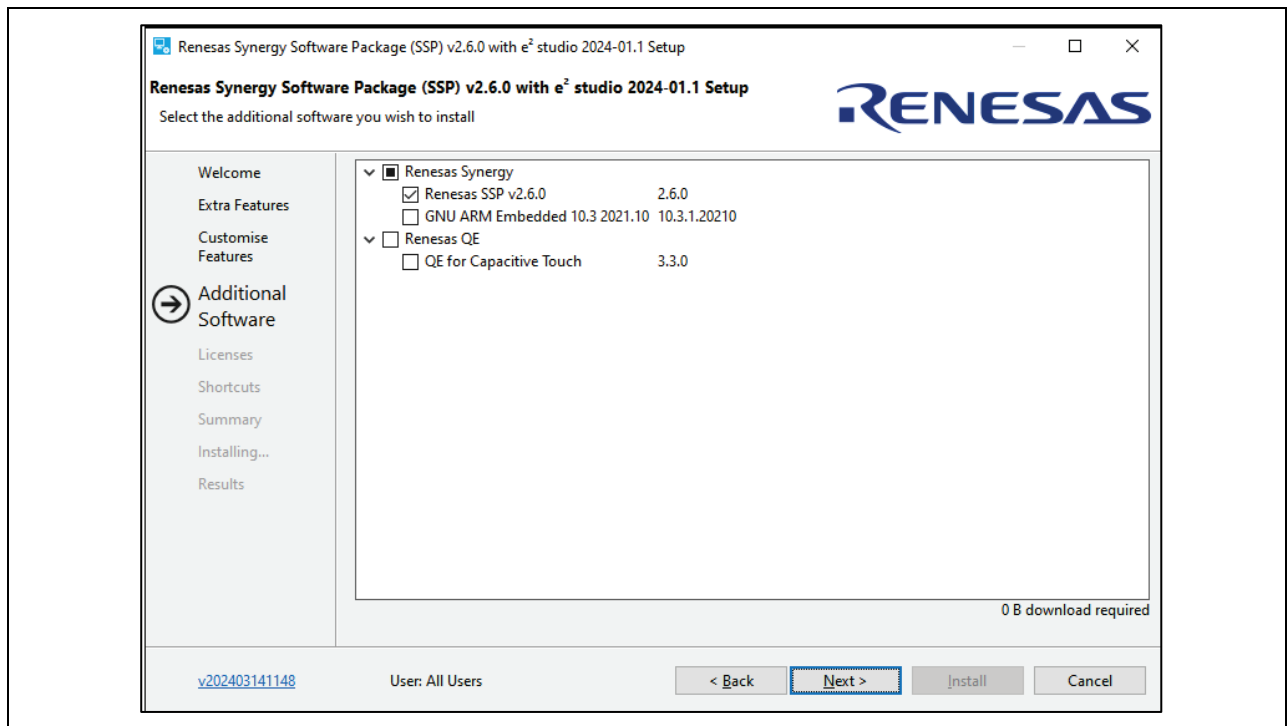 Renesas Synergy Software Package (SSP) v2.6.0 with e² studio 2024-01.1 Setup
Renesas Synergy Software Package (SSP) v2.6.0 with e² studio 2024-01.1 Setup
Select the additional software you wish to install
RENESAS
Welcome
Extra Features
Customise
Features
Additional
Software
Licenses
Shortcuts
Summary
Installing...
Results
Renesas Synergy
Renesas SSP v2.6.0 2.6.0
GNU ARM Embedded 10.3 2021.10 10.3.1.20210
Renesas QE
QE for Capacitive Touch 3.3.0
0 B download required
v202403141148 User: All Users < Back Next > Install Cancel